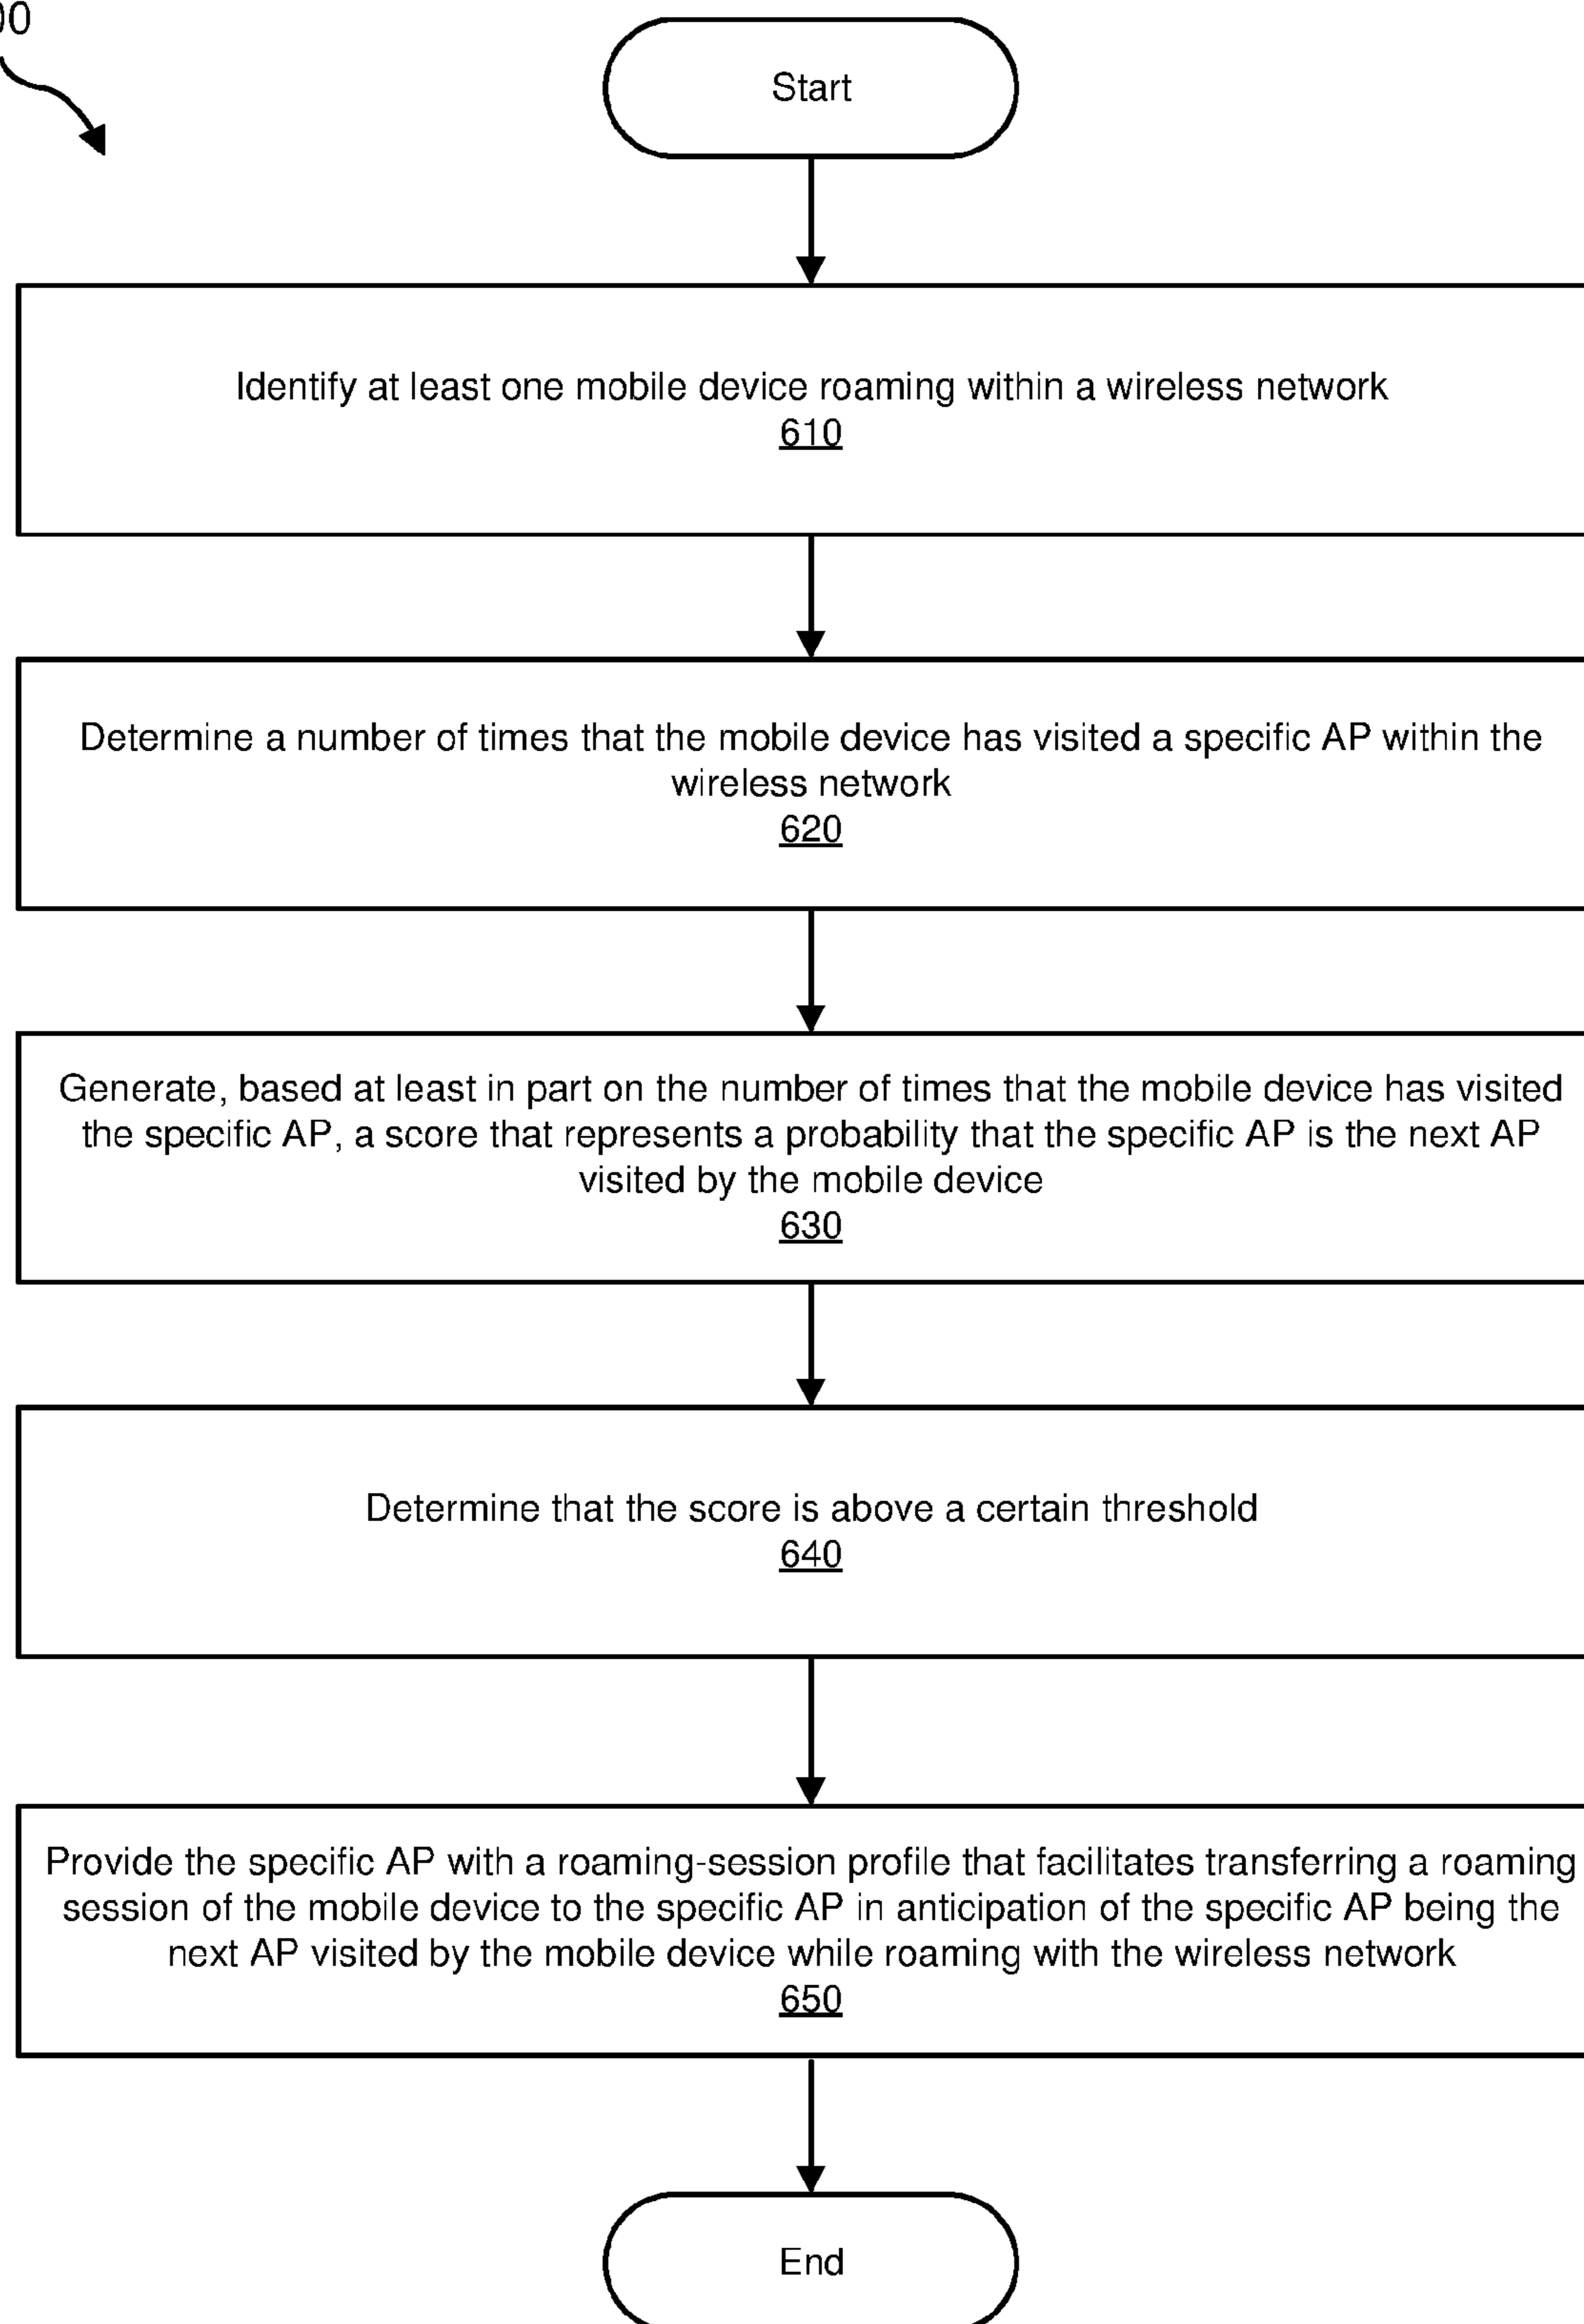 Start
Identify at least one mobile device roaming within a wireless network
610
Determine a number of times that the mobile device has visited a specific AP within the
wireless network
620
Generate, based at least in part on the number of times that the mobile device has visited
the specific AP, a score that represents a probability that the specific AP is the next AP
visited by the mobile device
630
Determine that the score is above a certain threshold
640
Provide the specific AP with a roaming-session profile that facilitates transferring a roaming
session of the mobile device to the specific AP in anticipation of the specific AP being the
next AP visited by the mobile device while roaming with the wireless network
650
End